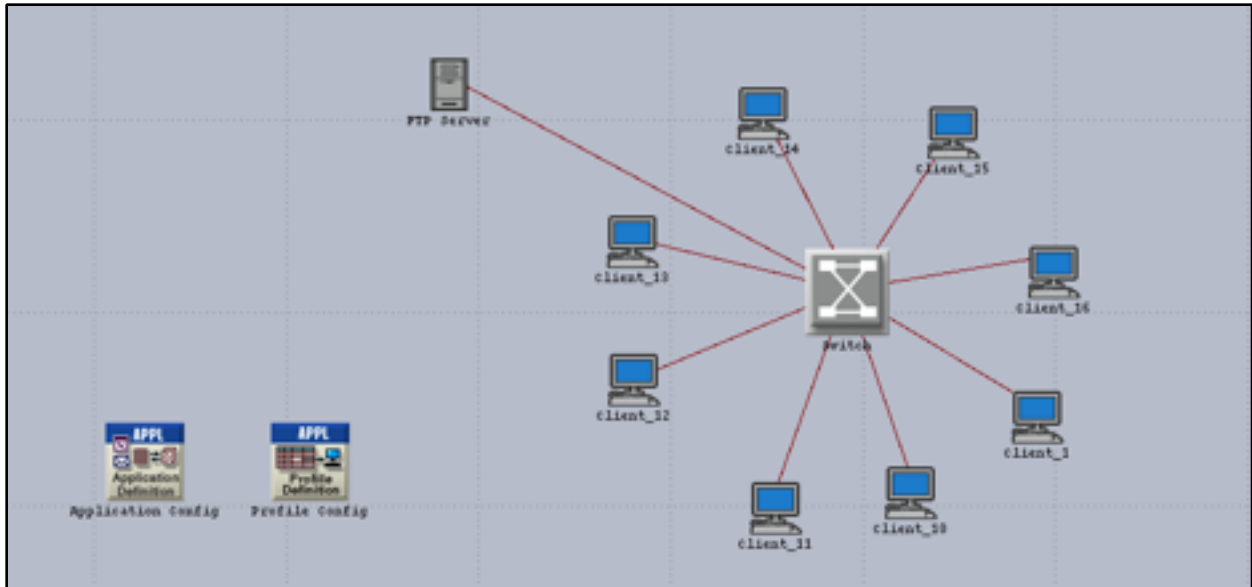 FTP Server
client_14
client_15
client_13
client_16
Switch
client_12
client_1
APPL
Application
Definition
Application Config
APPL
Profile
Definition
Profile Config
client_11
client_10